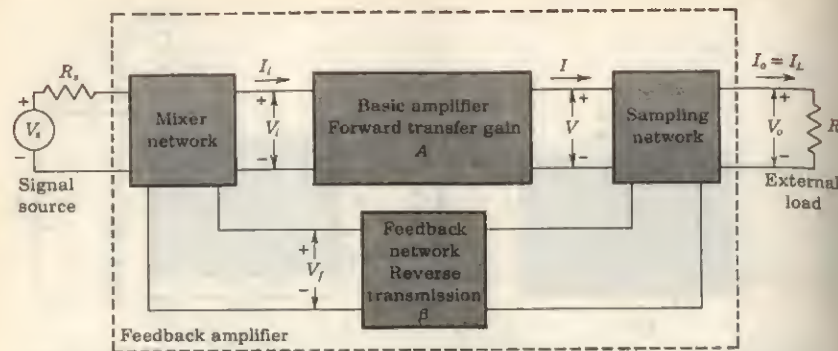 R_s
+
V_s
-
Signal
source
Mixer
network
I_i
+
V_i
-
Basic amplifier
Forward transfer gain
A
I
+
V
-
Sampling
network
I_o = I_L
+
V_o
-
R
External
load
+
V_f
-
Feedback
network
Reverse
transmission
β
Feedback amplifier